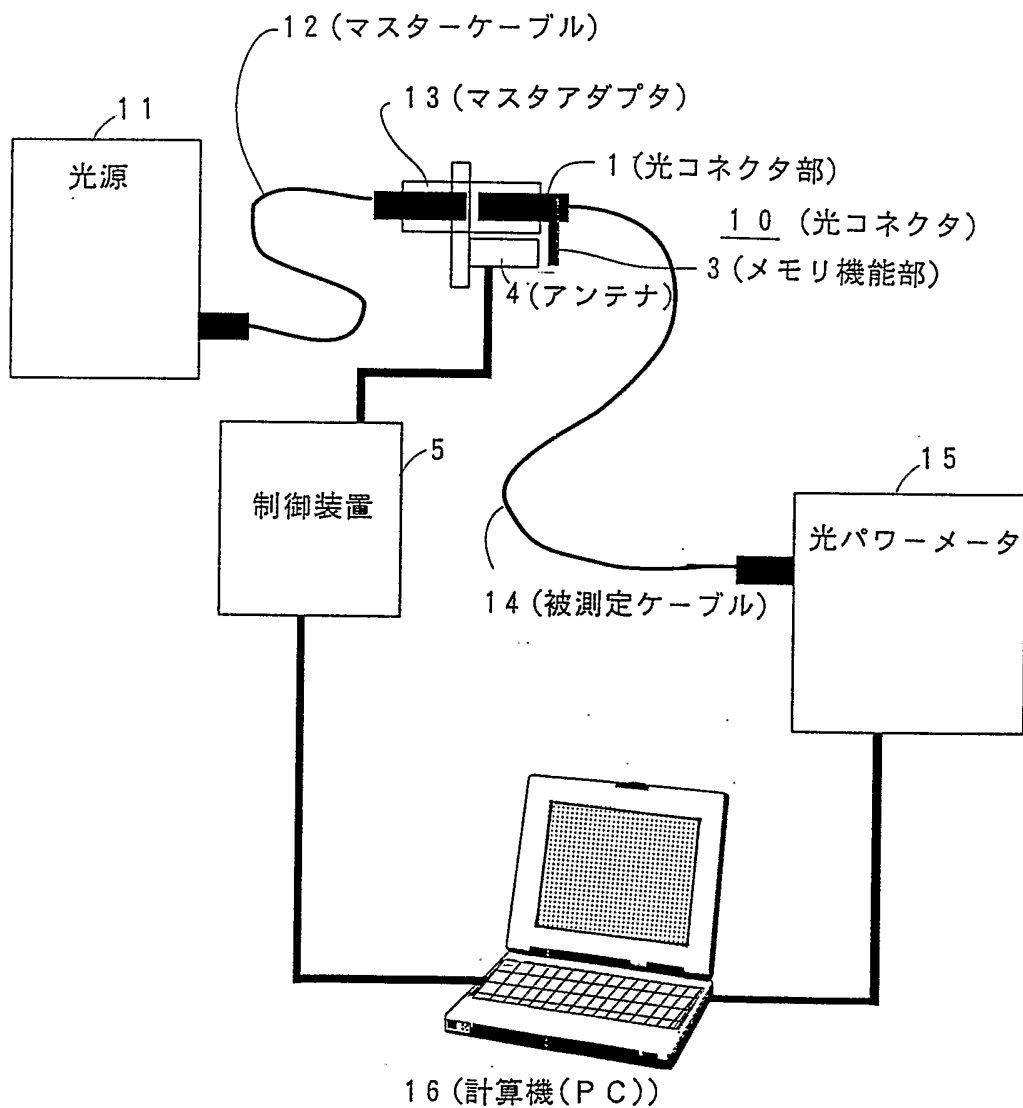 12(マスターケーブル)
13(マスタアダプタ)
11
光源
1(光コネクタ部)
10 (光コネクタ)
3(メモリ機能部)
4(アンテナ)
5
制御装置
15
光パワーメータ
14(被測定ケーブル)
16(計算機(PC))